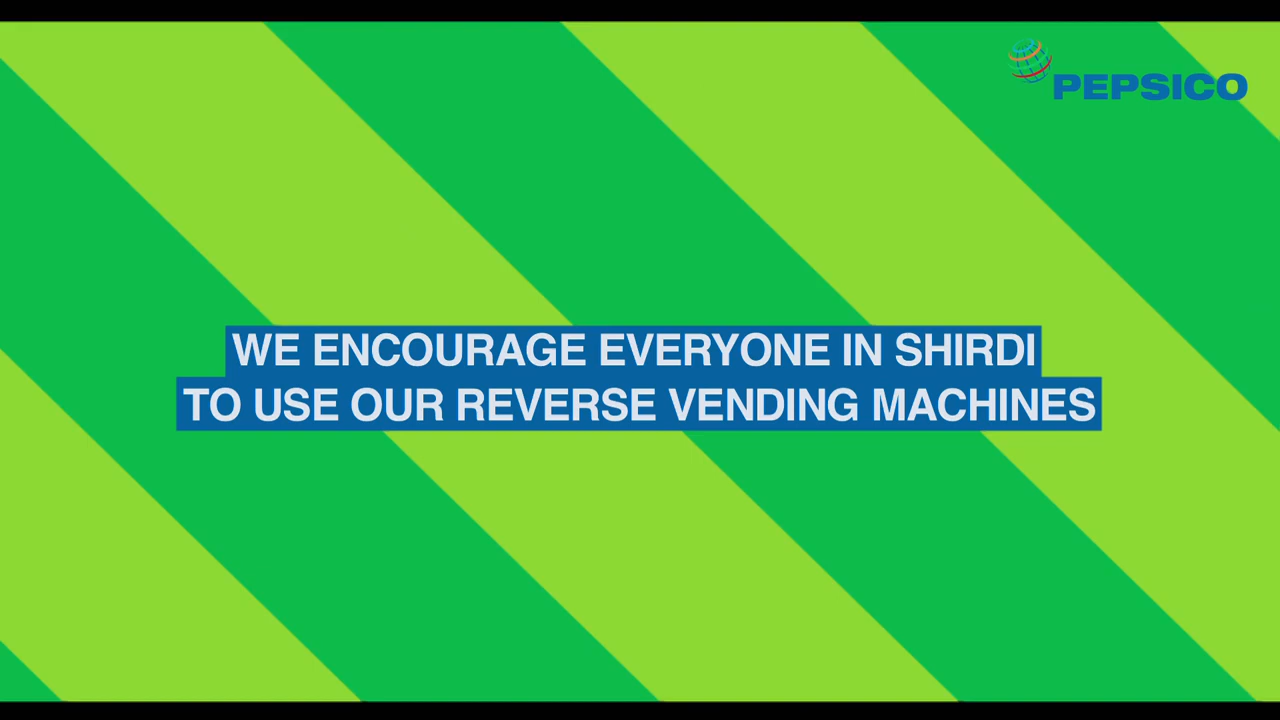 PEPSICO
WE ENCOURAGE EVERYONE IN SHIRDI
TO USE OUR REVERSE VENDING MACHINES